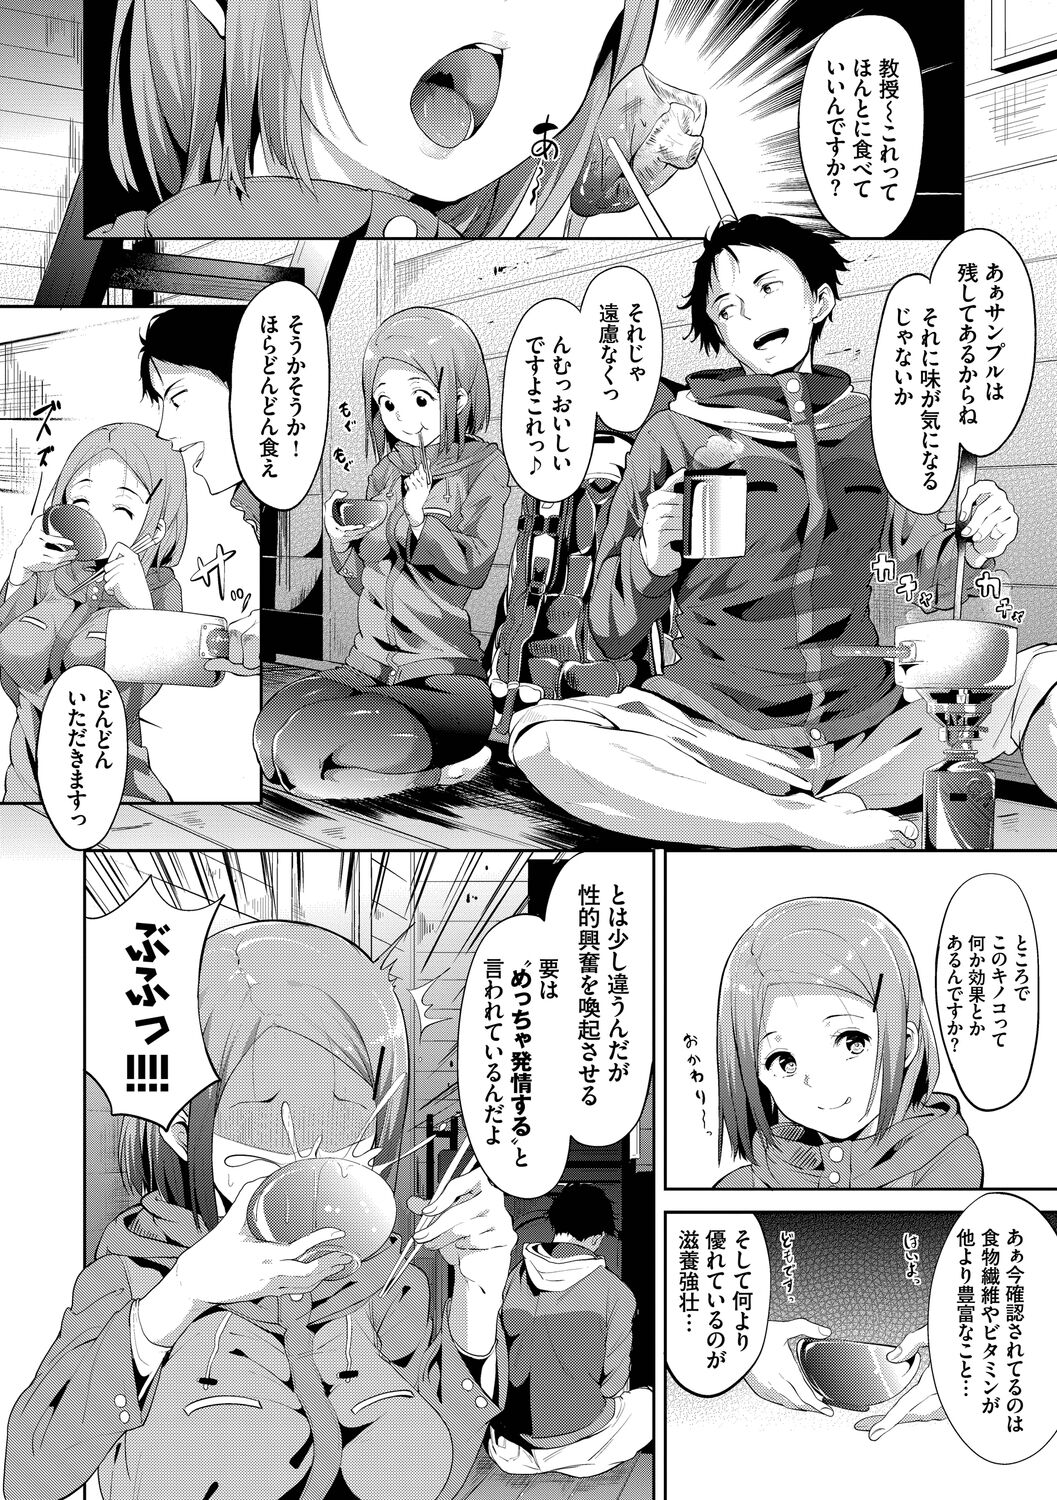 教授～これって
ほんとに食べて
いいんですか？
あ～
あぁサンプルは
残してあるからね
それに味が気になる
じゃないか
カチャ
カチャ
それじゃ
遠慮なくっ
んむっおいしい
ですよこれっ♪
もぐ
もぐ
そうかそうか！
ほらどんどん食え
ズズ
ザッ
どんどん
いただきますっ
ところで
このキノコって
何か効果とか
あるんですか？
おかわり～っ
あぁ今確認されてるのは
食物繊維やビタミンが
他より豊富なこと…
はいよっ
どもですっ
そして何より
優れているのが
滋養強壮…
とは少し違うんだが
性的興奮を喚起させる
要は
〝めっちゃ発情する〟と
言われているんだよ
ぶふっ!!!!